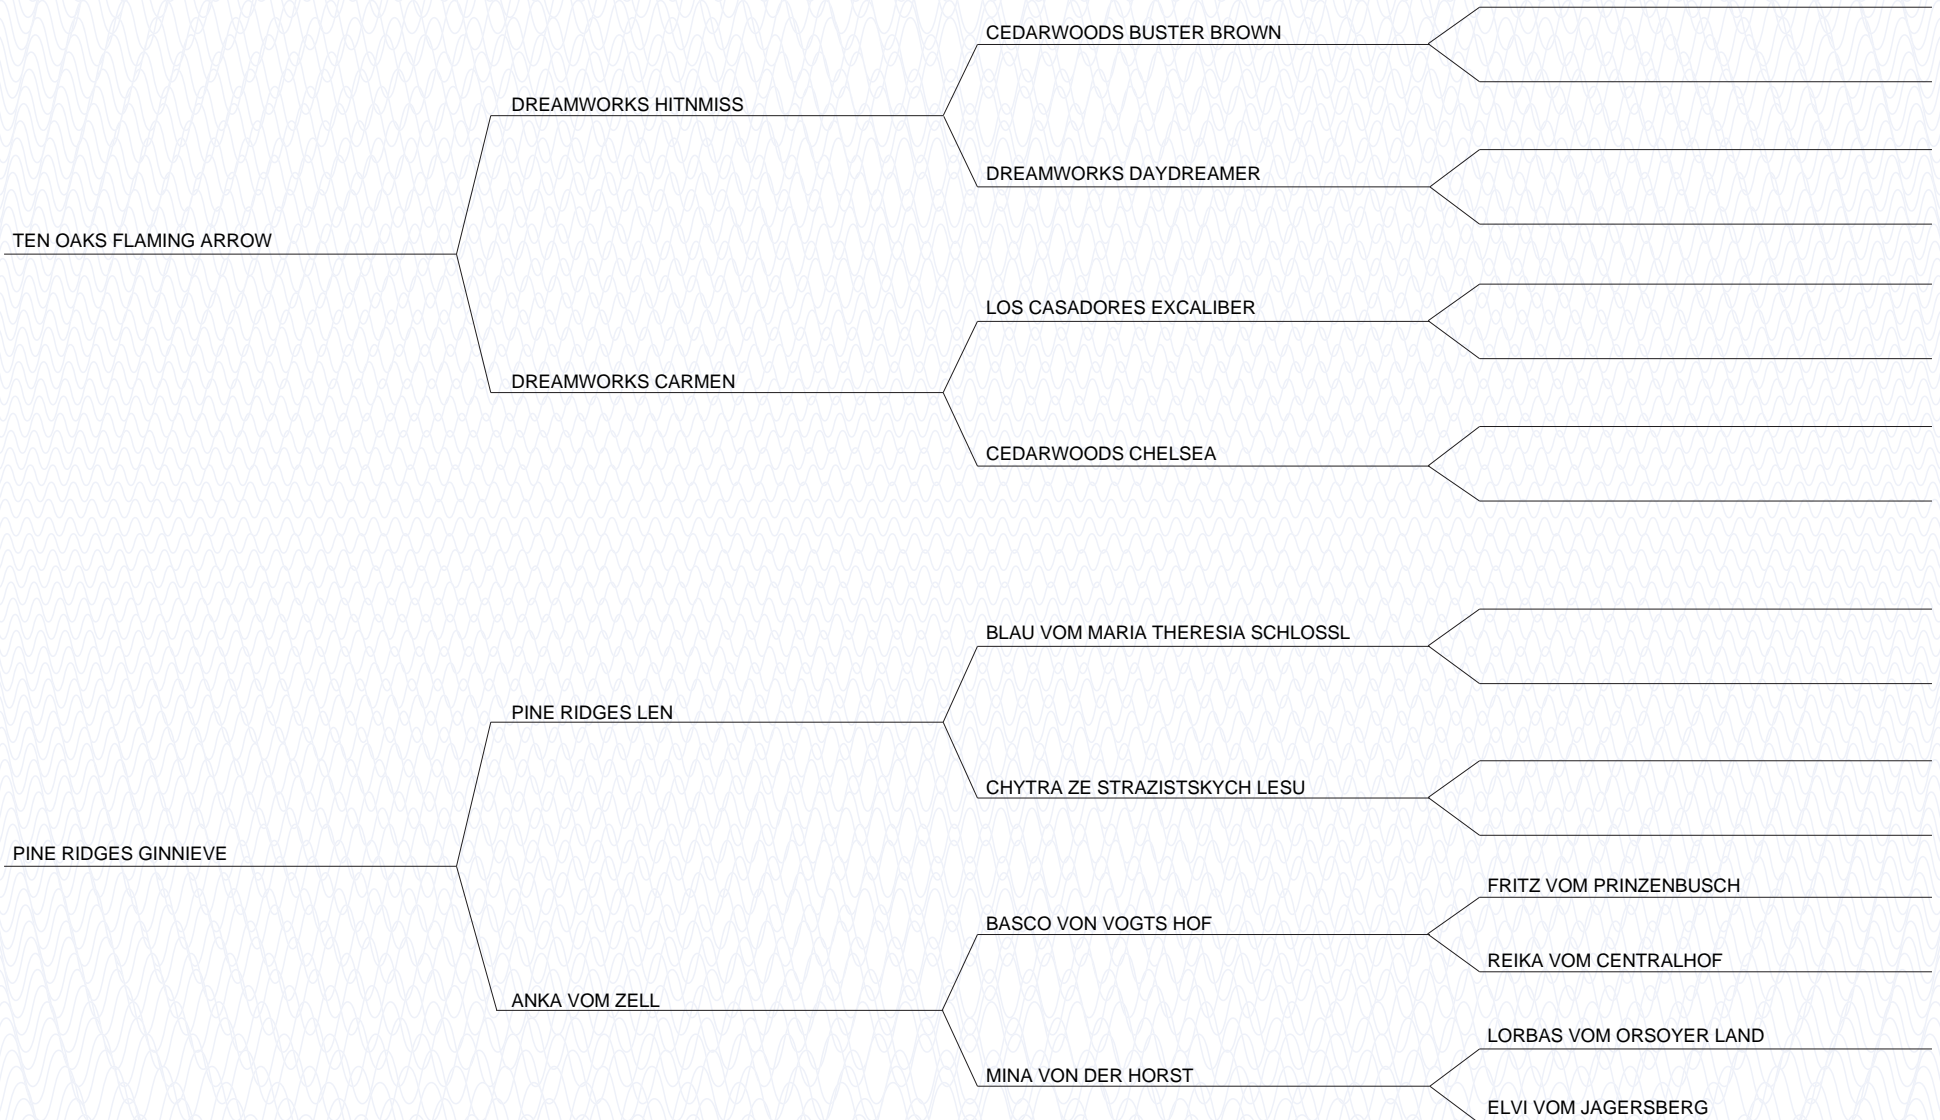 CEDARWOODS BUSTER BROWN
DREAMWORKS HITNMISS
DREAMWORKS DAYDREAMER
TEN OAKS FLAMING ARROW
LOS CASADORES EXCALIBER
DREAMWORKS CARMEN
CEDARWOODS CHELSEA
BLAU VOM MARIA THERESIA SCHLOSSL
PINE RIDGES LEN
CHYTRA ZE STRAZISTSKYCH LESU
PINE RIDGES GINNIEVE
FRITZ VOM PRINZENBUSCH
BASCO VON VOGTS HOF
REIKA VOM CENTRALHOF
ANKA VOM ZELL
LORBAS VOM ORSOYER LAND
MINA VON DER HORST
ELVI VOM JAGERSBERG